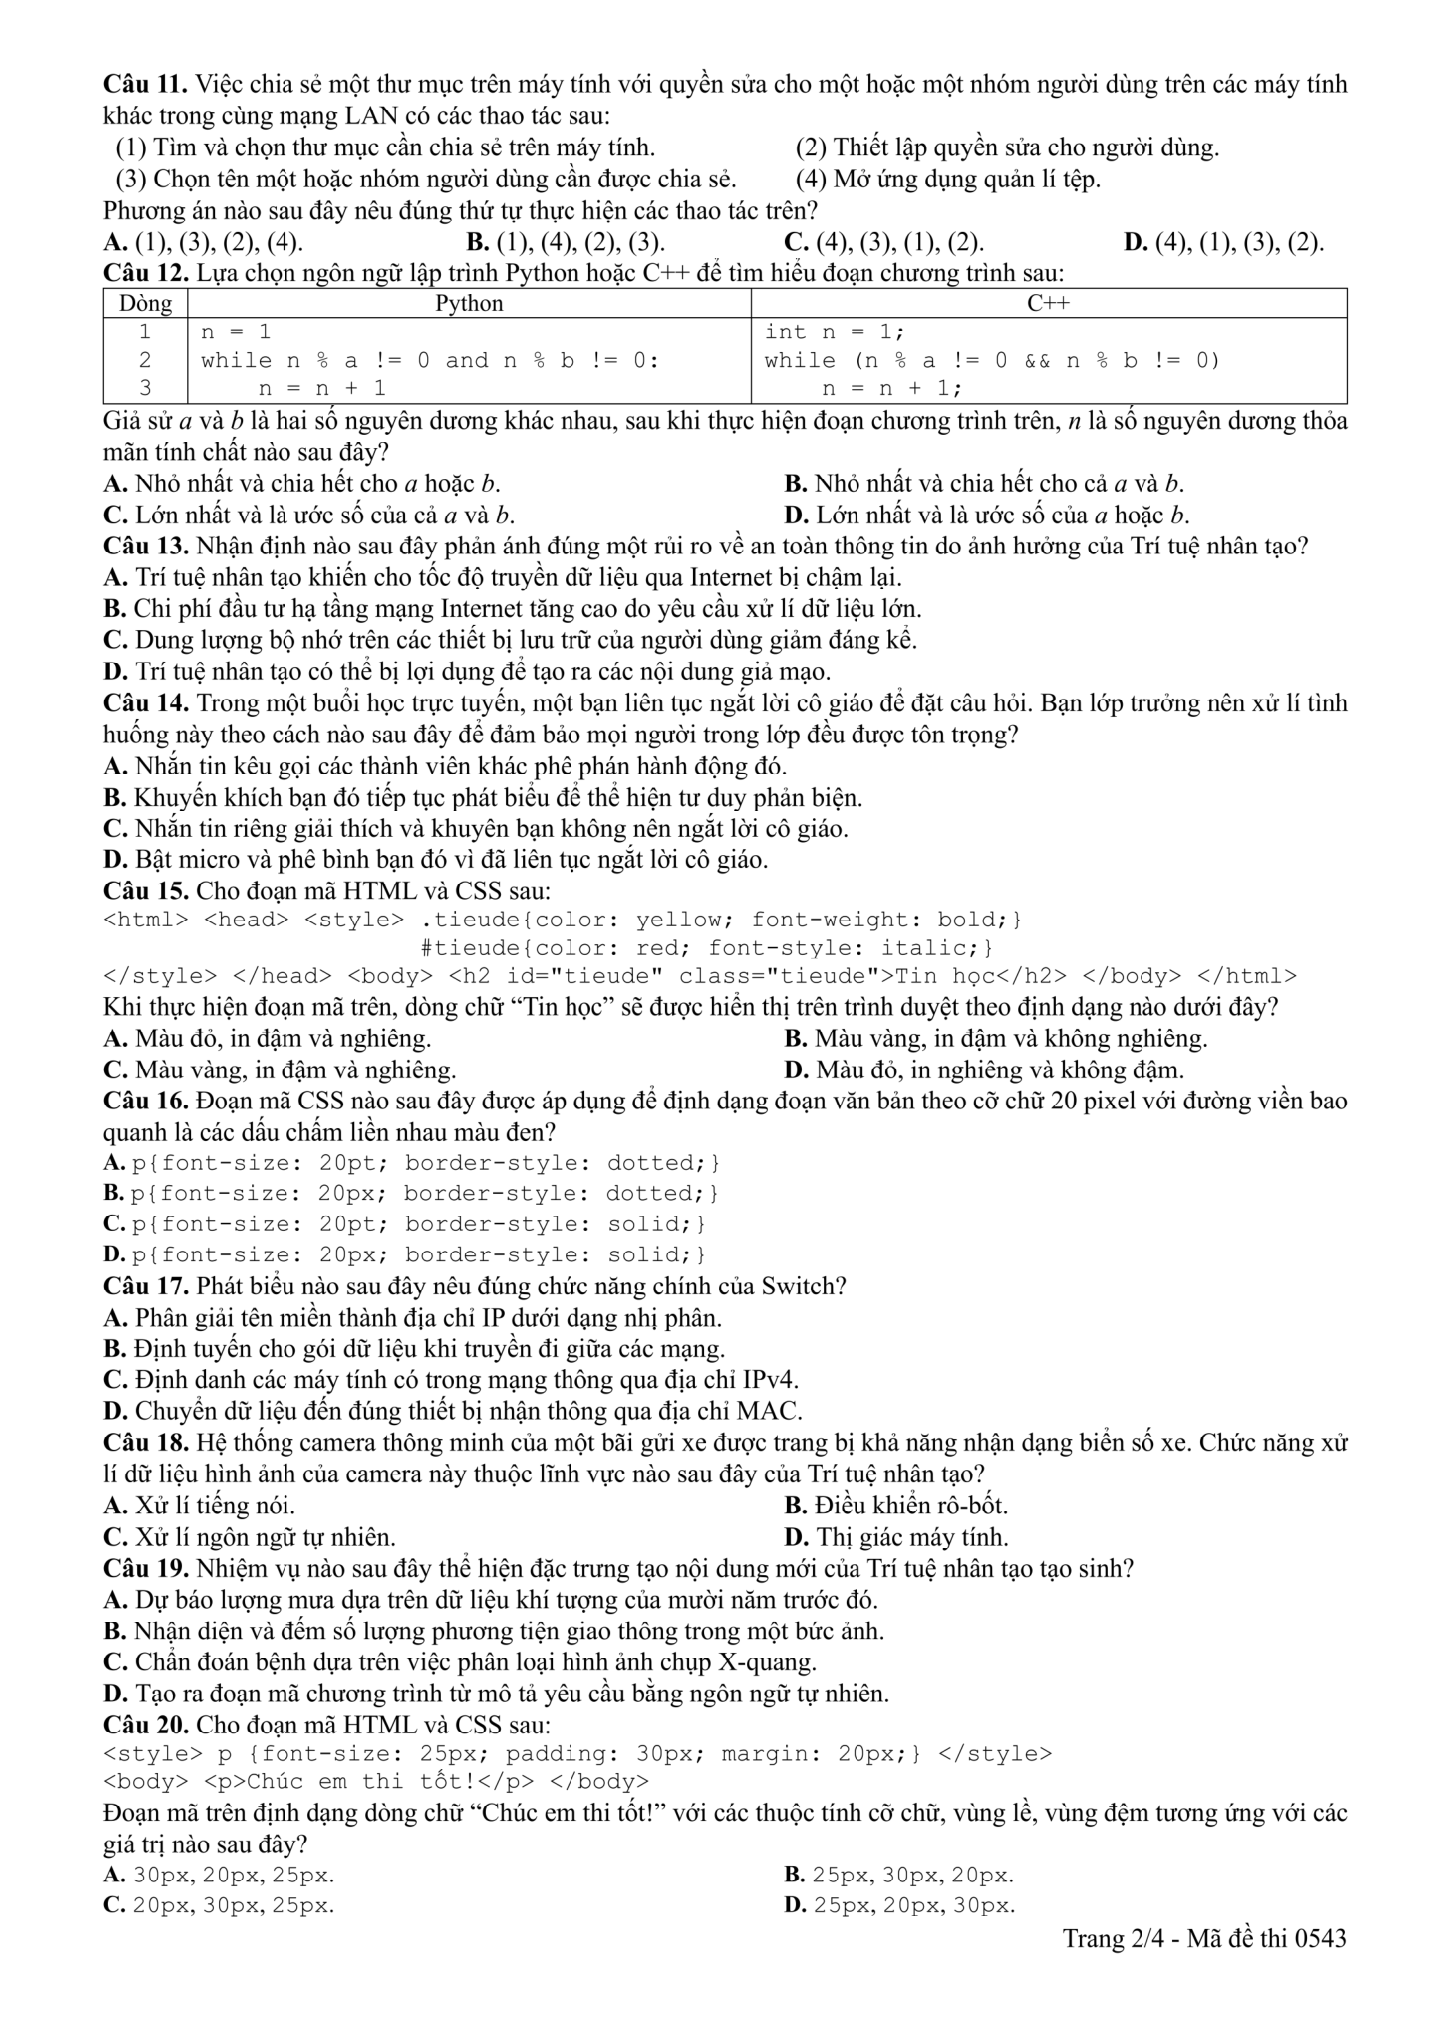 Câu 11. Việc chia sẻ một thư mục trên máy tính với quyền sửa cho một hoặc một nhóm người dùng trên các máy tính
khác trong cùng mạng LAN có các thao tác sau:
(1) Tìm và chọn thư mục cần chia sẻ trên máy tính. (2) Thiết lập quyền sửa cho người dùng.
(3) Chọn tên một hoặc nhóm người dùng cần được chia sẻ. (4) Mở ứng dụng quản lí tệp.
Phương án nào sau đây nêu đúng thứ tự thực hiện các thao tác trên?
A. (1), (3), (2), (4). B. (1), (4), (2), (3). C. (4), (3), (1), (2). D. (4), (1), (3), (2).
Câu 12. Lựa chọn ngôn ngữ lập trình Python hoặc C++ để tìm hiểu đoạn chương trình sau:
Dòng Python C++
1 n = 1 int n = 1;
2 while n % a != 0 and n % b != 0: while (n % a != 0 && n % b != 0)
3 n = n + 1 n = n + 1;
Giả sử a và b là hai số nguyên dương khác nhau, sau khi thực hiện đoạn chương trình trên, n là số nguyên dương thỏa
mãn tính chất nào sau đây?
A. Nhỏ nhất và chia hết cho a hoặc b. B. Nhỏ nhất và chia hết cho cả a và b.
C. Lớn nhất và là ước số của cả a và b. D. Lớn nhất và là ước số của a hoặc b.
Câu 13. Nhận định nào sau đây phản ánh đúng một rủi ro về an toàn thông tin do ảnh hưởng của Trí tuệ nhân tạo?
A. Trí tuệ nhân tạo khiến cho tốc độ truyền dữ liệu qua Internet bị chậm lại.
B. Chi phí đầu tư hạ tầng mạng Internet tăng cao do yêu cầu xử lí dữ liệu lớn.
C. Dung lượng bộ nhớ trên các thiết bị lưu trữ của người dùng giảm đáng kể.
D. Trí tuệ nhân tạo có thể bị lợi dụng để tạo ra các nội dung giả mạo.
Câu 14. Trong một buổi học trực tuyến, một bạn liên tục ngắt lời cô giáo để đặt câu hỏi. Bạn lớp trưởng nên xử lí tình
huống này theo cách nào sau đây để đảm bảo mọi người trong lớp đều được tôn trọng?
A. Nhắn tin kêu gọi các thành viên khác phê phán hành động đó.
B. Khuyến khích bạn đó tiếp tục phát biểu để thể hiện tư duy phản biện.
C. Nhắn tin riêng giải thích và khuyên bạn không nên ngắt lời cô giáo.
D. Bật micro và phê bình bạn đó vì đã liên tục ngắt lời cô giáo.
Câu 15. Cho đoạn mã HTML và CSS sau:
<html> <head> <style> .tieude{color: yellow; font-weight: bold;}
#tieude{color: red; font-style: italic;}
</style> </head> <body> <h2 id="tieude" class="tieude">Tin học</h2> </body> </html>
Khi thực hiện đoạn mã trên, dòng chữ “Tin học” sẽ được hiển thị trên trình duyệt theo định dạng nào dưới đây?
A. Màu đỏ, in đậm và nghiêng. B. Màu vàng, in đậm và không nghiêng.
C. Màu vàng, in đậm và nghiêng. D. Màu đỏ, in nghiêng và không đậm.
Câu 16. Đoạn mã CSS nào sau đây được áp dụng để định dạng đoạn văn bản theo cỡ chữ 20 pixel với đường viền bao
quanh là các dấu chấm liền nhau màu đen?
A. p{font-size: 20pt; border-style: dotted;}
B. p{font-size: 20px; border-style: dotted;}
C. p{font-size: 20pt; border-style: solid;}
D. p{font-size: 20px; border-style: solid;}
Câu 17. Phát biểu nào sau đây nêu đúng chức năng chính của Switch?
A. Phân giải tên miền thành địa chỉ IP dưới dạng nhị phân.
B. Định tuyến cho gói dữ liệu khi truyền đi giữa các mạng.
C. Định danh các máy tính có trong mạng thông qua địa chỉ IPv4.
D. Chuyển dữ liệu đến đúng thiết bị nhận thông qua địa chỉ MAC.
Câu 18. Hệ thống camera thông minh của một bãi gửi xe được trang bị khả năng nhận dạng biển số xe. Chức năng xử
lí dữ liệu hình ảnh của camera này thuộc lĩnh vực nào sau đây của Trí tuệ nhân tạo?
A. Xử lí tiếng nói. B. Điều khiển rô-bốt.
C. Xử lí ngôn ngữ tự nhiên. D. Thị giác máy tính.
Câu 19. Nhiệm vụ nào sau đây thể hiện đặc trưng tạo nội dung mới của Trí tuệ nhân tạo tạo sinh?
A. Dự báo lượng mưa dựa trên dữ liệu khí tượng của mười năm trước đó.
B. Nhận diện và đếm số lượng phương tiện giao thông trong một bức ảnh.
C. Chẩn đoán bệnh dựa trên việc phân loại hình ảnh chụp X-quang.
D. Tạo ra đoạn mã chương trình từ mô tả yêu cầu bằng ngôn ngữ tự nhiên.
Câu 20. Cho đoạn mã HTML và CSS sau:
<style> p {font-size: 25px; padding: 30px; margin: 20px;} </style>
<body> <p>Chúc em thi tốt!</p> </body>
Đoạn mã trên định dạng dòng chữ “Chúc em thi tốt!” với các thuộc tính cỡ chữ, vùng lề, vùng đệm tương ứng với các
giá trị nào sau đây?
A. 30px, 20px, 25px. B. 25px, 30px, 20px.
C. 20px, 30px, 25px. D. 25px, 20px, 30px.
Trang 2/4 - Mã đề thi 0543